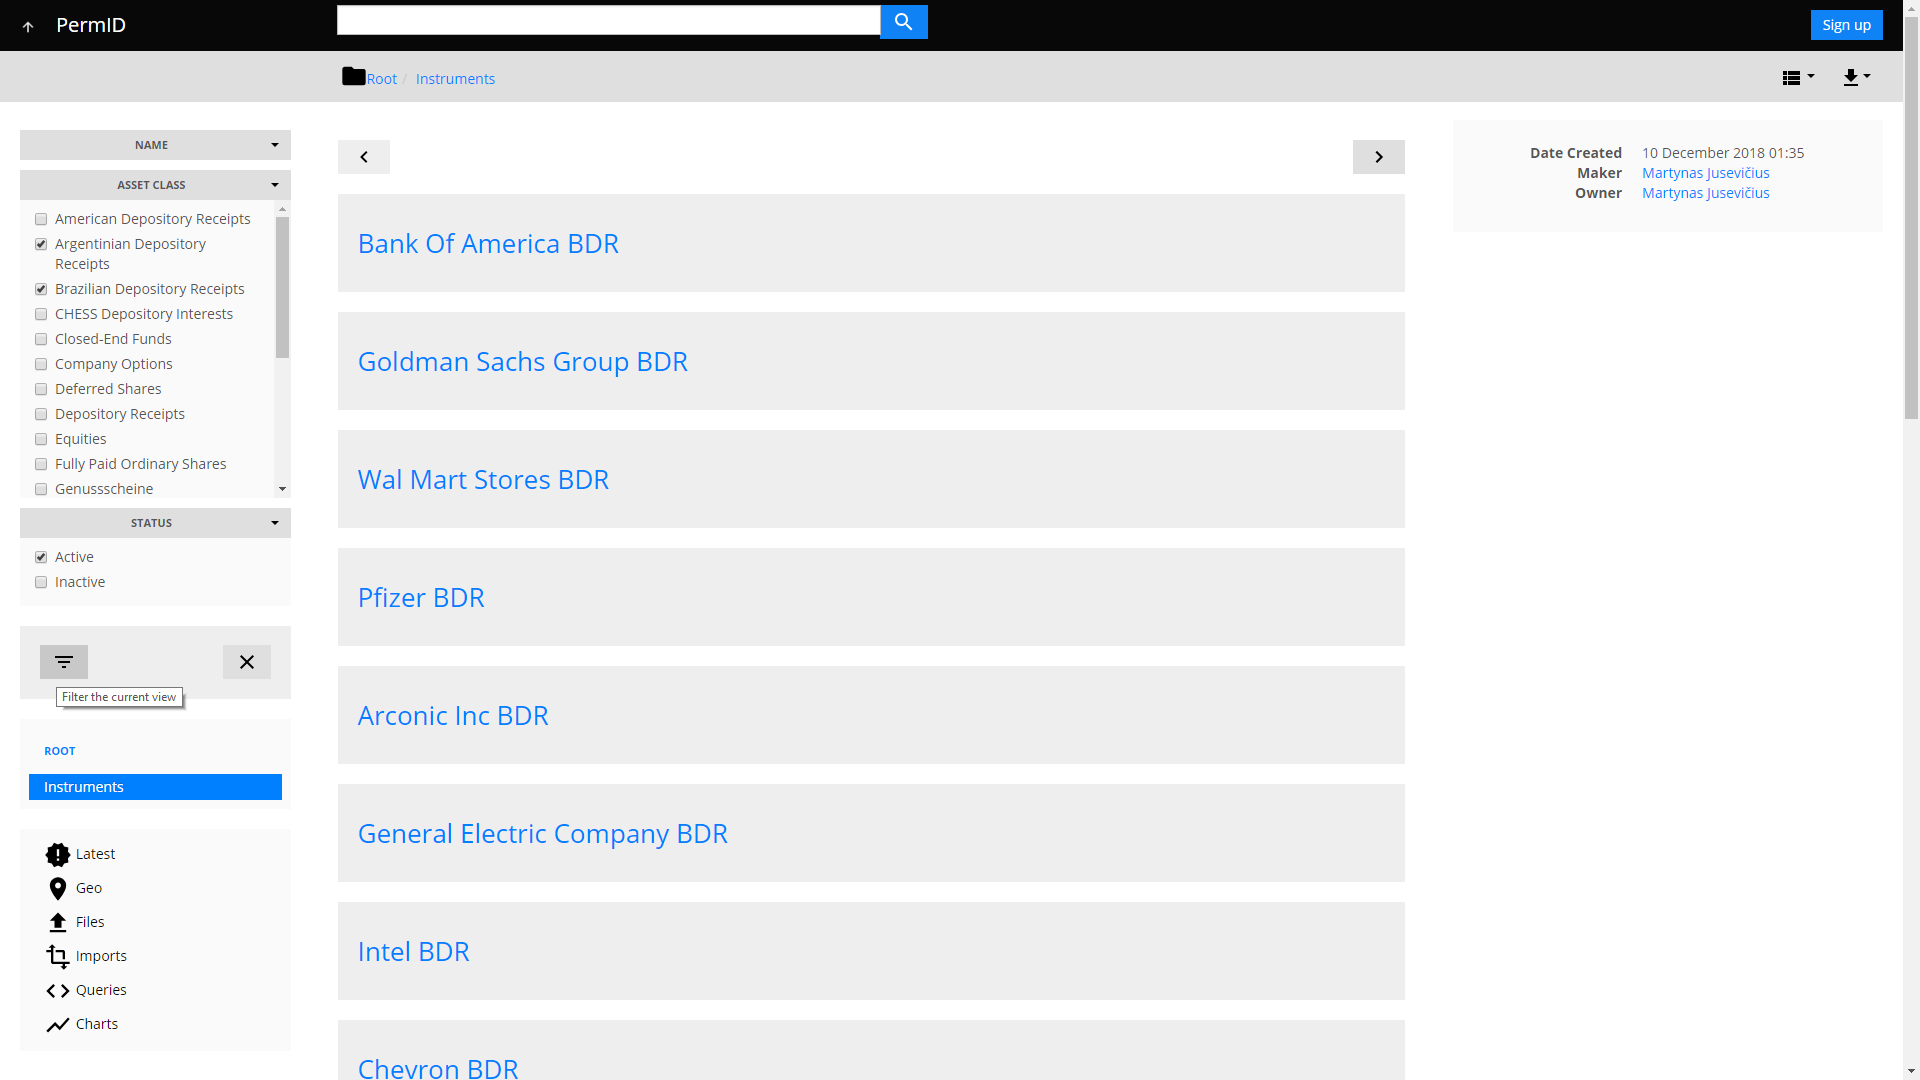 PermID
Sign up
Root / Instruments
NAME
ASSET CLASS
American Depository Receipts
Argentinian Depository
Receipts
Brazilian Depository Receipts
CHESS Depository Interests
Closed-End Funds
Company Options
Deferred Shares
Depository Receipts
Equities
Fully Paid Ordinary Shares
Genussscheine
STATUS
Active
Inactive
Filter the current view
ROOT
Instruments
Latest
Geo
Files
Imports
Queries
Charts
Bank Of America BDR
Goldman Sachs Group BDR
Wal Mart Stores BDR
Pfizer BDR
Arconic Inc BDR
General Electric Company BDR
Intel BDR
Chevron BDR
Date Created 10 December 2018 01:35
Maker Martynas Jusevičius
Owner Martynas Jusevičius